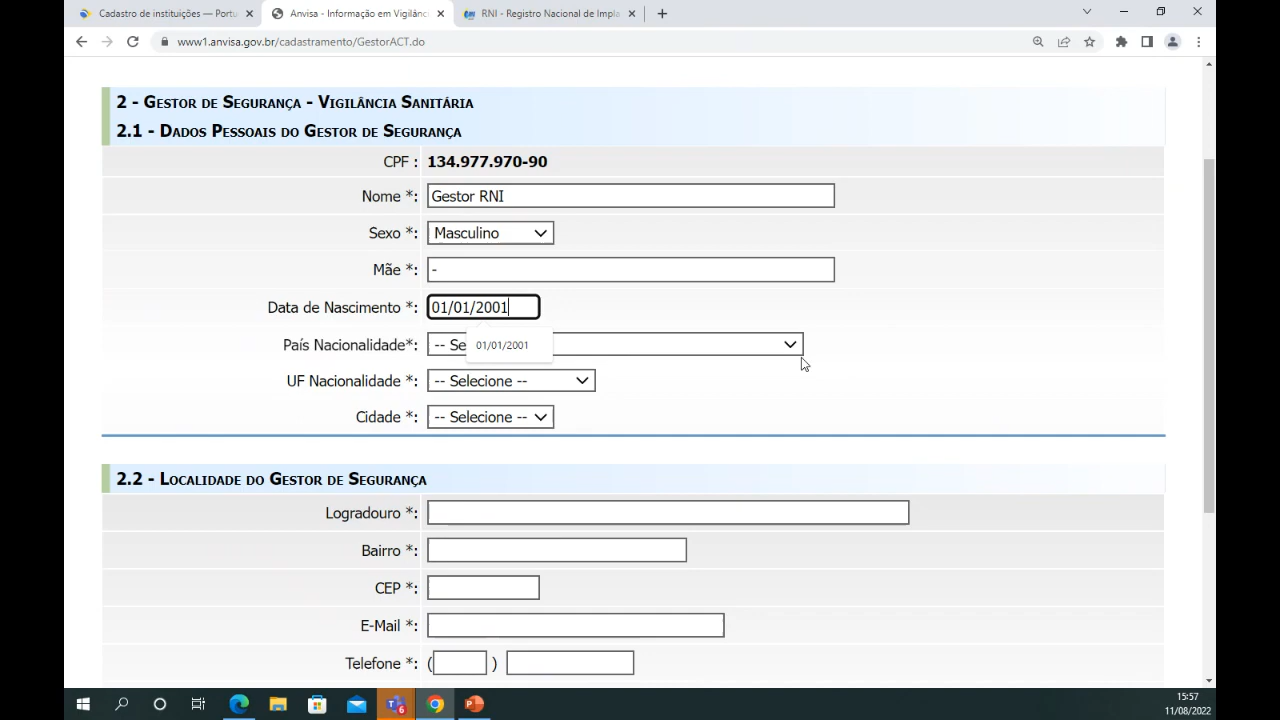 Cadastro de instituições — Portu
Anvisa - Informação em Vigilânc
RNI - Registro Nacional de Impla
www1.anvisa.gov.br/cadastramento/GestorACT.do
2 - Gestor de Segurança - Vigilância Sanitária
2.1 - Dados Pessoais do Gestor de Segurança
CPF : 134.977.970-90
Nome *: Gestor RNI
Sexo *: Masculino
Mãe *: -
Data de Nascimento *: 01/01/2001
País Nacionalidade*: -- Se
01/01/2001
UF Nacionalidade *: -- Selecione --
Cidade *: -- Selecione --
2.2 - Localidade do Gestor de Segurança
Logradouro *:
Bairro *:
CEP *:
E-Mail *:
Telefone *: ( )
6
15:57
11/08/2022